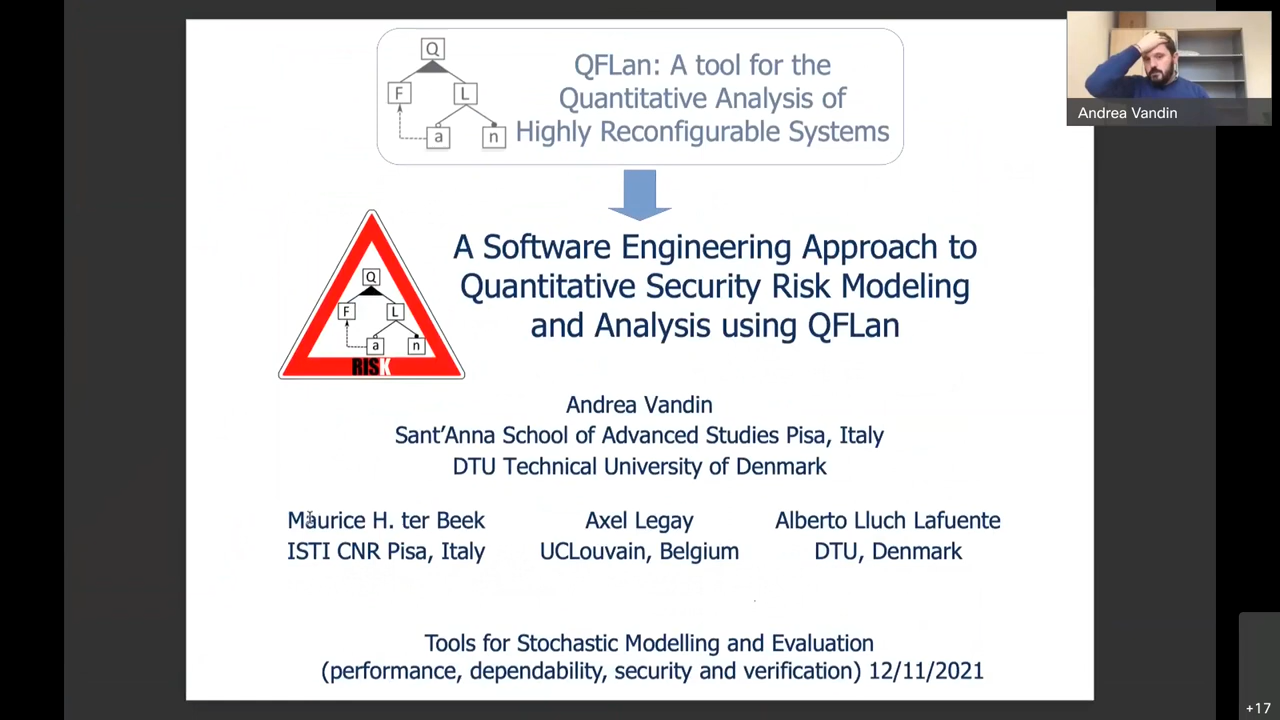 Q
F
L
a
n
QFLan: A tool for the
Quantitative Analysis of
Highly Reconfigurable Systems
Andrea Vandin
A Software Engineering Approach to
Quantitative Security Risk Modeling
and Analysis using QFLan
Q
F
L
a
n
RISK
Andrea Vandin
Sant'Anna School of Advanced Studies Pisa, Italy
DTU Technical University of Denmark
Maurice H. ter Beek
ISTI CNR Pisa, Italy
Axel Legay
UCLouvain, Belgium
Alberto Lluch Lafuente
DTU, Denmark
Tools for Stochastic Modelling and Evaluation
(performance, dependability, security and verification) 12/11/2021
+17